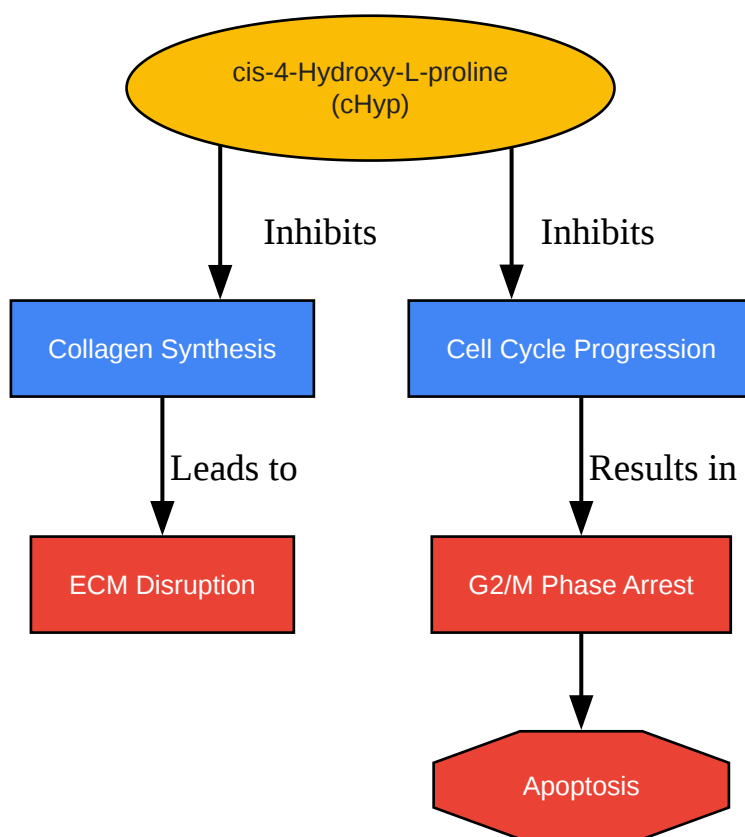 cis-4-Hydroxy-L-proline
(cHyp)
Inhibits
Inhibits
Collagen Synthesis
Cell Cycle Progression
Leads to
Results in
ECM Disruption
G2/M Phase Arrest
Apoptosis